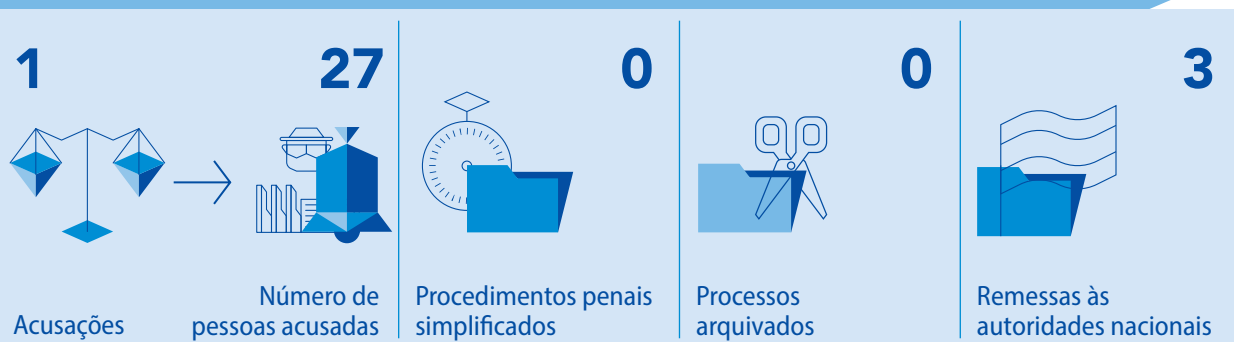 1
27
0
0
3
Acusações
Número de
pessoas acusadas
Procedimentos penais
simplificados
Processos
arquivados
Remessas às
autoridades nacionais